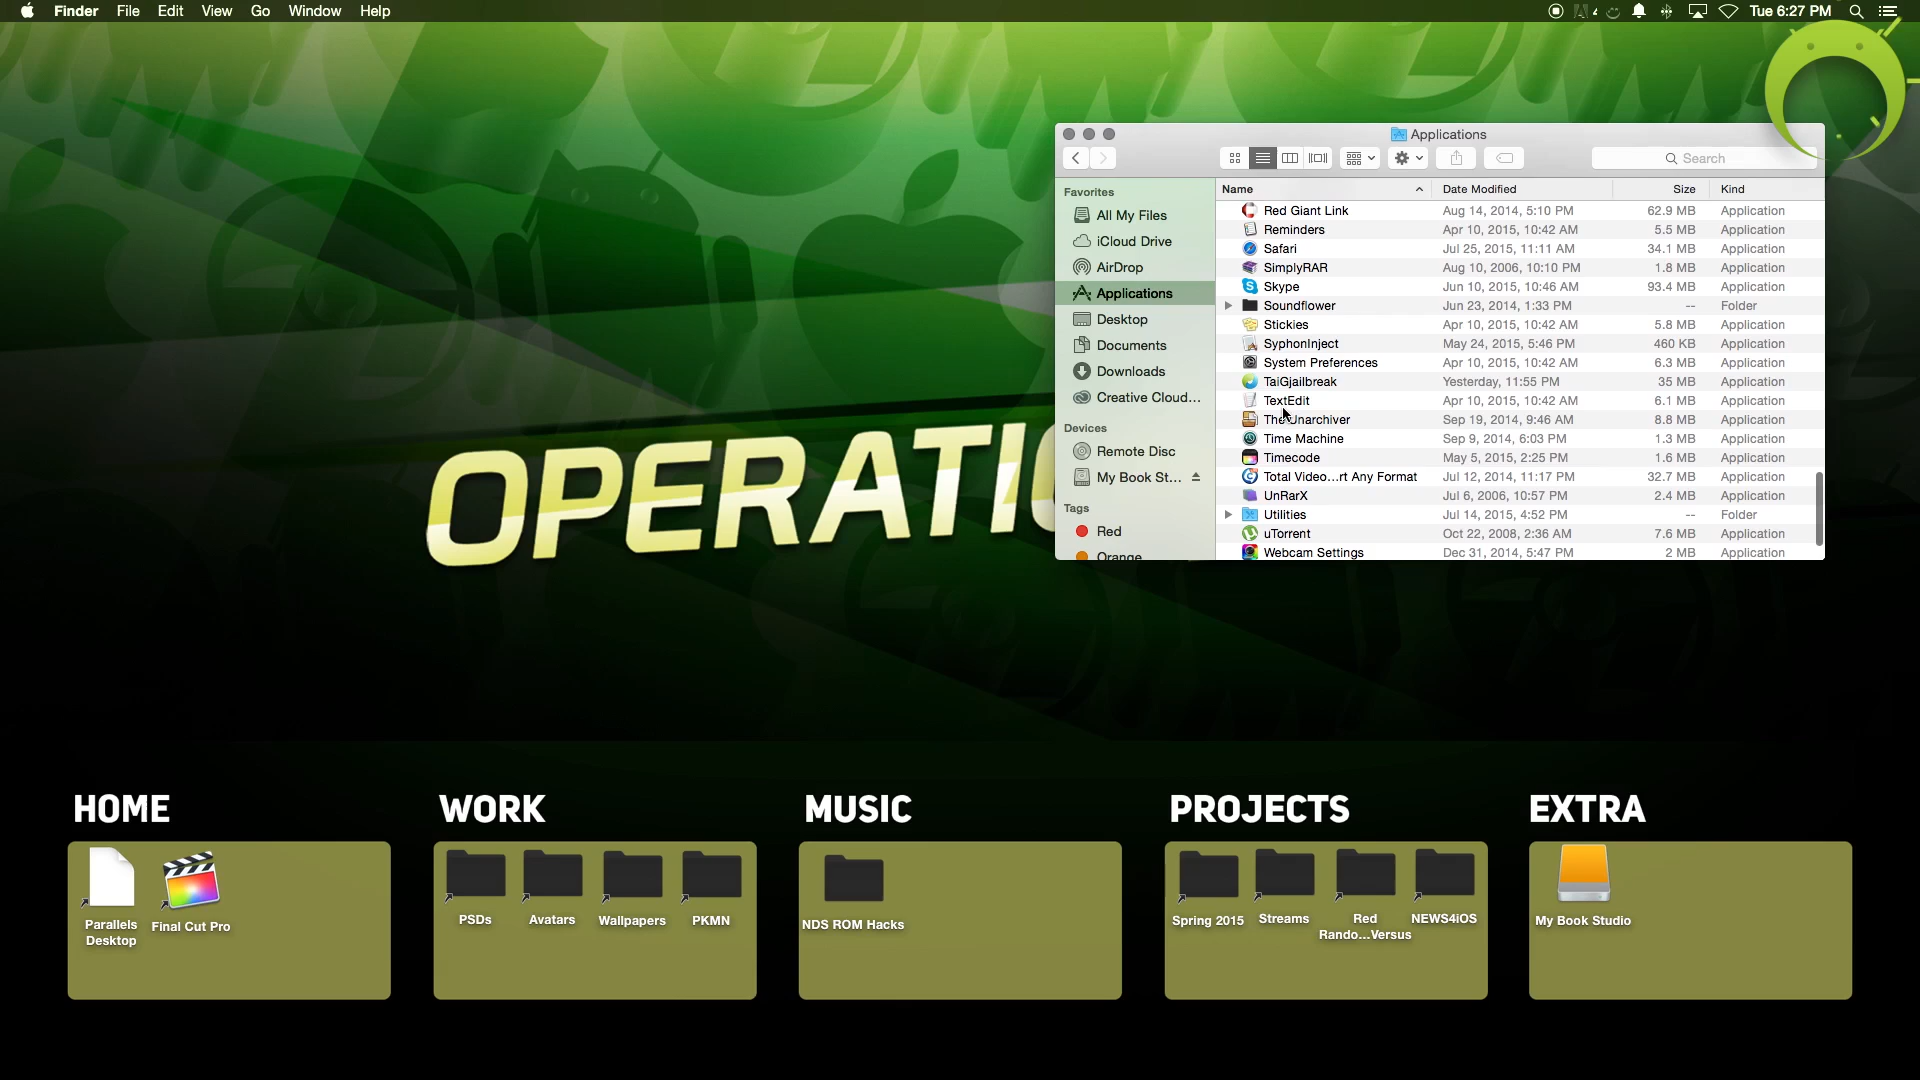 Finder File Edit View Go Window Help
4
Tue 6:27 PM
Applications
Search
Favorites
All My Files
iCloud Drive
AirDrop
Applications
Desktop
Documents
Downloads
Creative Cloud...
Devices
Remote Disc
My Book St...
Tags
Red
Orange
Name Date Modified Size Kind
Red Giant Link Aug 14, 2014, 5:10 PM 62.9 MB Application
Reminders Apr 10, 2015, 10:42 AM 5.5 MB Application
Safari Jul 25, 2015, 11:11 AM 34.1 MB Application
SimplyRAR Aug 10, 2006, 10:10 PM 1.8 MB Application
Skype Jun 10, 2015, 10:46 AM 93.4 MB Application
Soundflower Jun 23, 2014, 1:33 PM -- Folder
Stickies Apr 10, 2015, 10:42 AM 5.8 MB Application
SyphonInject May 24, 2015, 5:46 PM 460 KB Application
System Preferences Apr 10, 2015, 10:42 AM 6.3 MB Application
TaiGjailbreak Yesterday, 11:55 PM 35 MB Application
TextEdit Apr 10, 2015, 10:42 AM 6.1 MB Application
The Unarchiver Sep 19, 2014, 9:46 AM 8.8 MB Application
Time Machine Sep 9, 2014, 6:03 PM 1.3 MB Application
Timecode May 5, 2015, 2:25 PM 1.6 MB Application
Total Video...rt Any Format Jul 12, 2014, 11:17 PM 32.7 MB Application
UnRarX Jul 6, 2006, 10:57 PM 2.4 MB Application
Utilities Jul 14, 2015, 4:52 PM -- Folder
uTorrent Oct 22, 2008, 2:36 AM 7.6 MB Application
Webcam Settings Dec 31, 2014, 5:47 PM 2 MB Application
OPERATIO
HOME
Parallels
Desktop
Final Cut Pro
WORK
PSDs
Avatars
Wallpapers
PKMN
MUSIC
NDS ROM Hacks
PROJECTS
Spring 2015
Streams
Red
Rando...Versus
NEWS4iOS
EXTRA
My Book Studio